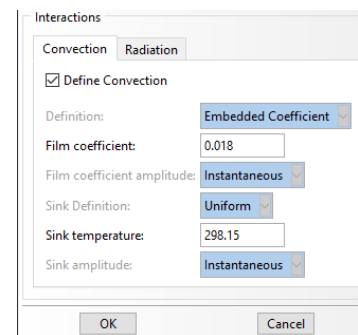 Interactions
Convection Radiation
Define Convection
Definition: Embedded Coefficient
Film coefficient: 0.018
Film coefficient amplitude: Instantaneous
Sink Definition: Uniform
Sink temperature: 298.15
Sink amplitude: Instantaneous
OK Cancel